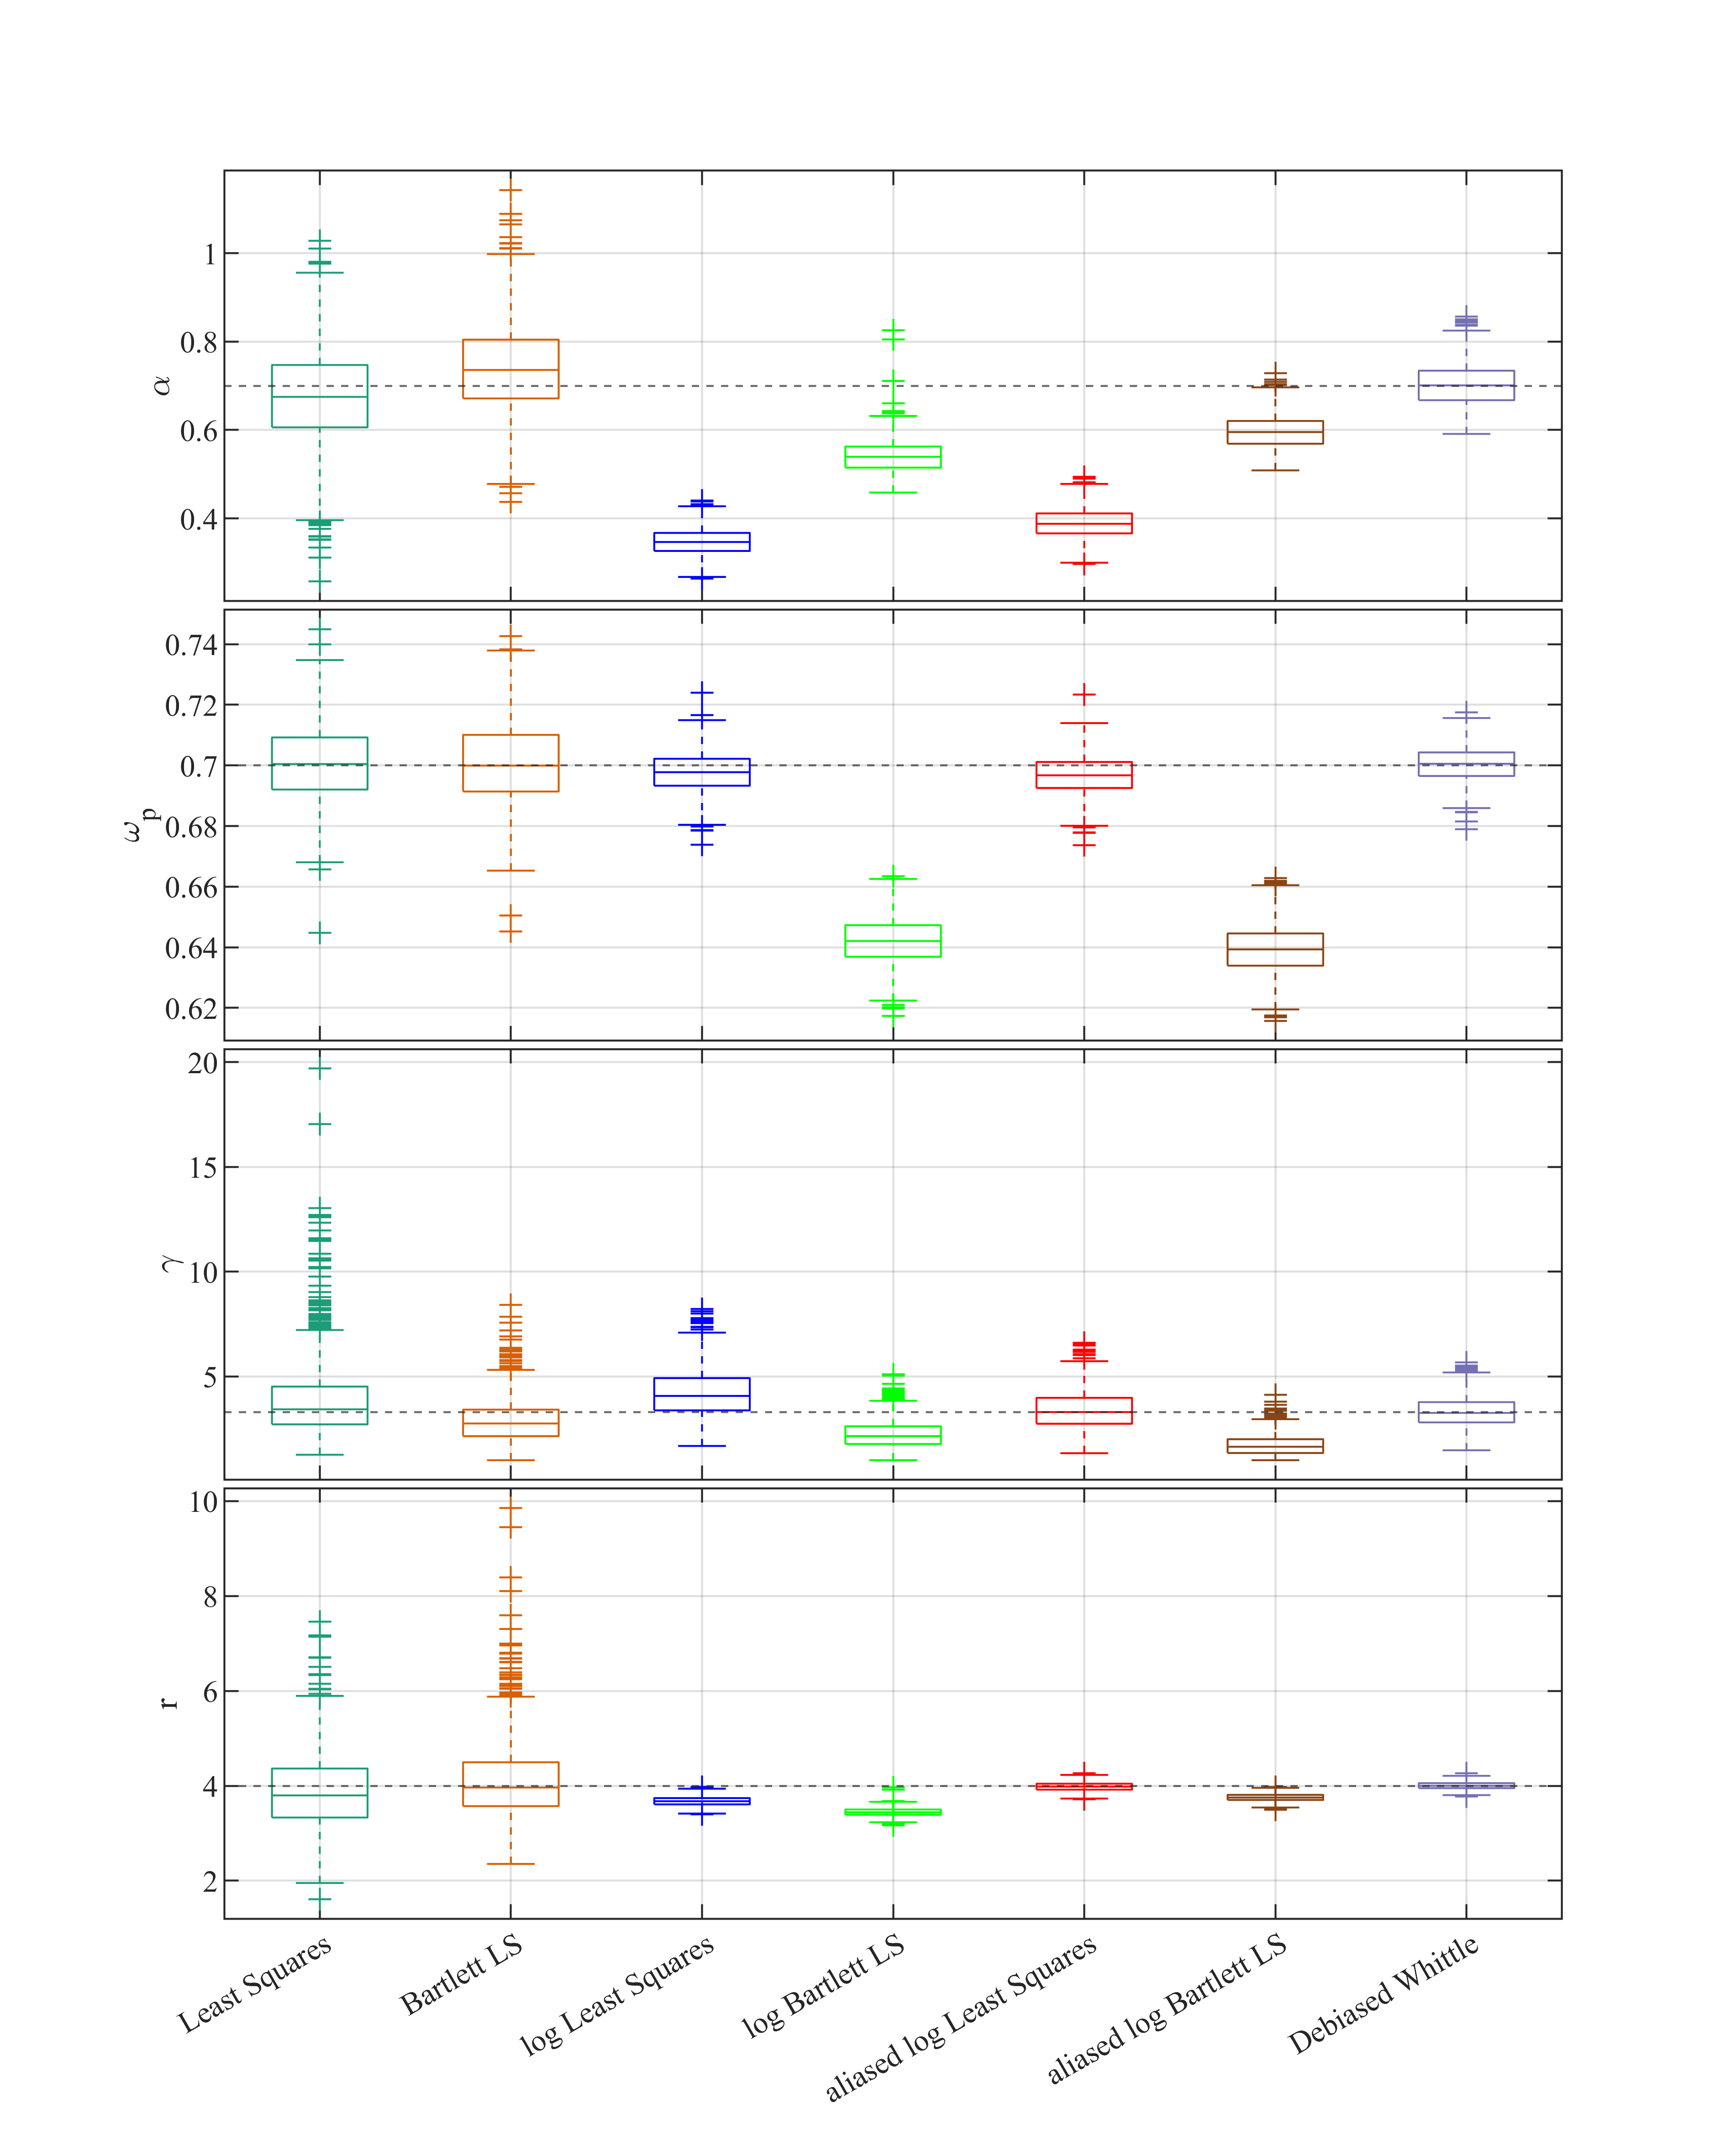 1
0.8
0.6
0.4
α
0.74
0.72
0.7
0.68
0.66
0.64
0.62
ω_p
20
15
10
5
γ
10
8
6
4
2
r
Least Squares
Bartlett LS
log Least Squares
log Bartlett LS
aliased log Least Squares
aliased log Bartlett LS
Debiased Whittle